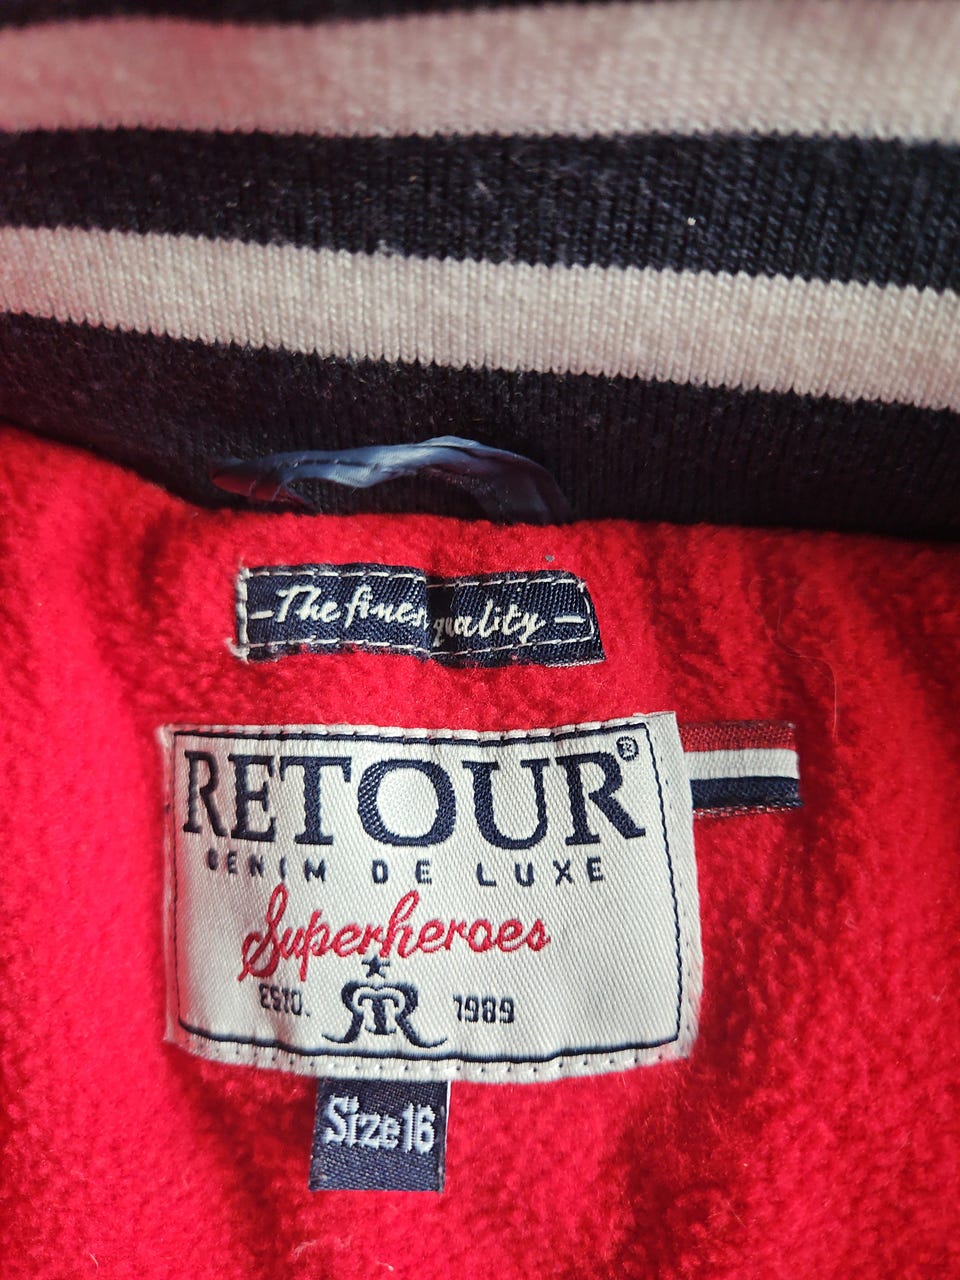 - The finest quality -
RETOUR®
DENIM DE LUXE
Superheroes
ESTD. 1989
Size 16